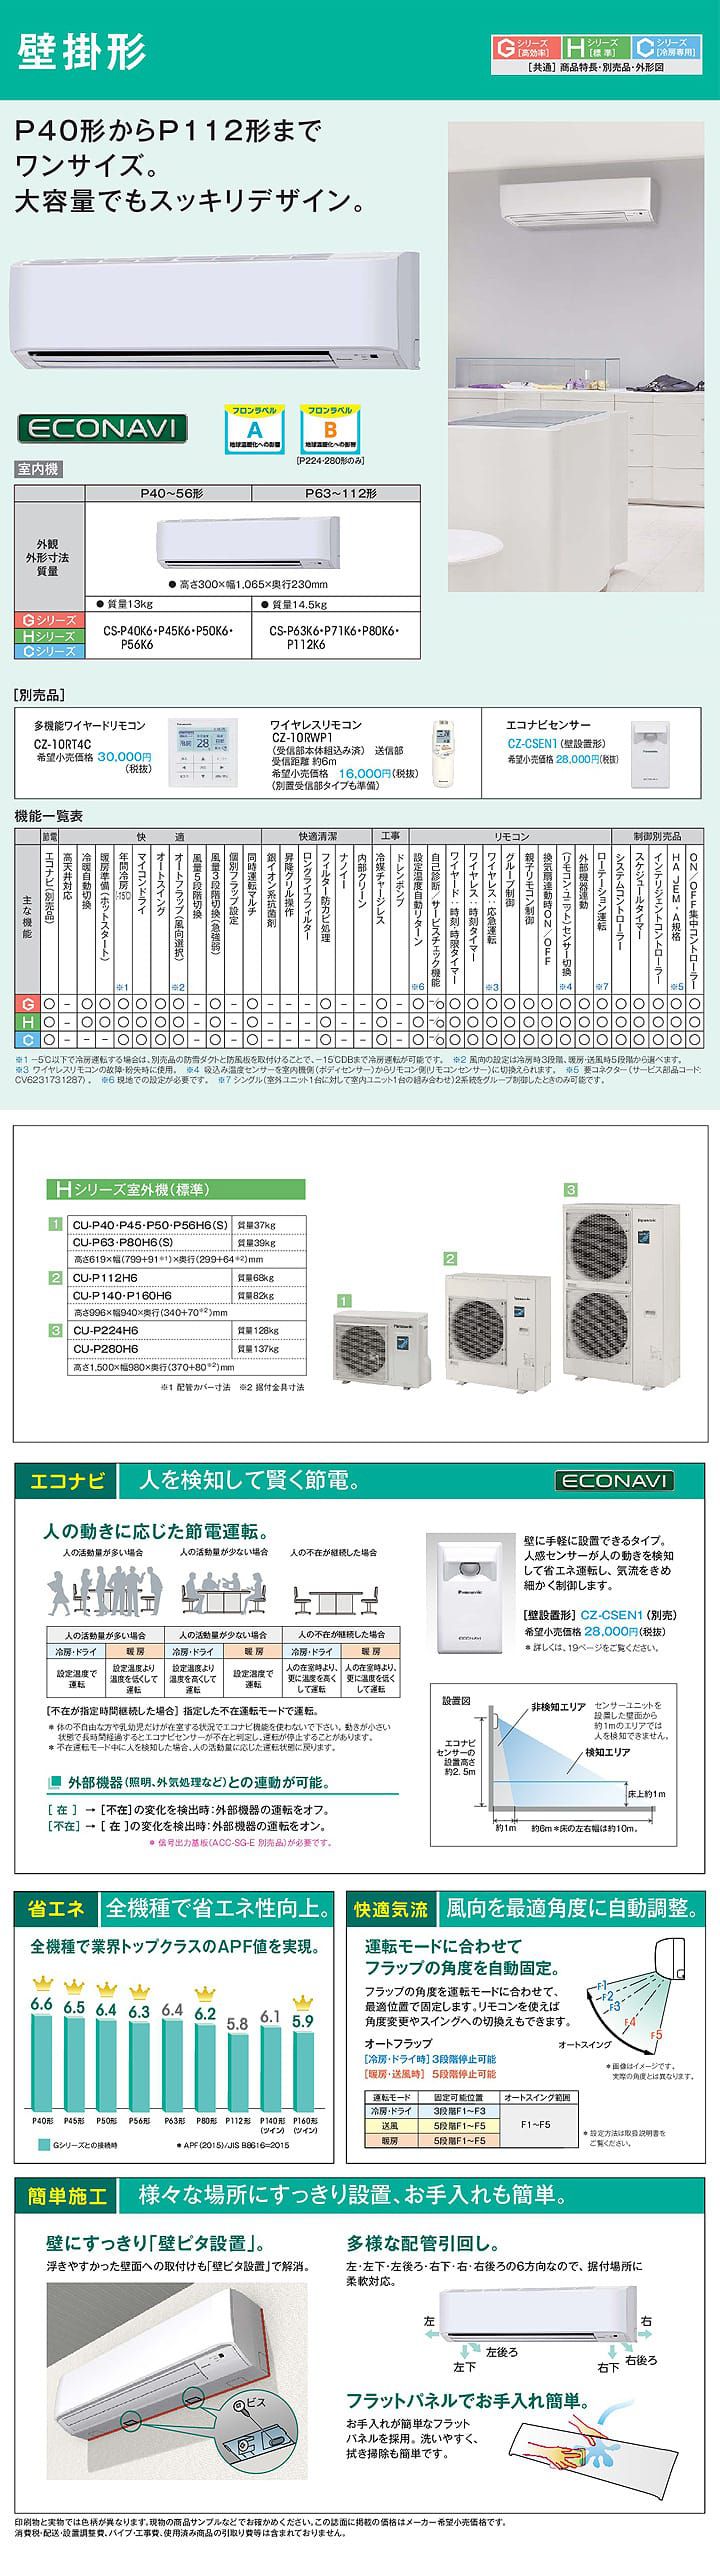 壁掛形
Gシリーズ[高効率]
Hシリーズ[標準]
Cシリーズ[冷房専用]
[共通] 商品特長・別売品・外形図
P40形からP112形まで
ワンサイズ。
大容量でもスッキリデザイン。
ECONAVI
フロンラベル
A
地球温暖化への影響
フロンラベル
B
地球温暖化への影響
[P224・280形のみ]
室内機
P40〜56形
P63〜112形
外観
外形寸法
質量
● 高さ300×幅1,065×奥行230mm
● 質量13kg
● 質量14.5kg
Gシリーズ
Hシリーズ
Cシリーズ
CS-P40K6・P45K6・P50K6・
P56K6
CS-P63K6・P71K6・P80K6・
P112K6
[別売品]
多機能ワイヤードリモコン
CZ-10RT4C
希望小売価格 30,000円
(税抜)
ワイヤレスリモコン
CZ-10RWP1
(受信部本体組込み済) 送信部
受信距離 約6m
希望小売価格 16,000円(税抜)
(別置受信部タイプも準備)
エコナビセンサー
CZ-CSEN1(壁設置形)
希望小売価格 28,000円(税抜)
機能一覧表
節電
快適
快適清潔
工事
リモコン
制御別売品
主な機能
エコナビ(別売品)
高天井対応
冷暖自動切換
暖房準備(ホットスタート)
年間冷房(-15℃) ※1
マイコンドライ
オートスイング
オートフラップ(風向選択) ※2
風量5段階切換
風量3段階切換(急強弱)
個別フラップ設定
同時運転マルチ
銀イオン系抗菌剤
昇降グリル操作
ロングライフフィルター
フィルター防カビ処理
ナノイー
内部クリーン
冷媒チャージレス
ドレンポンプ
設定温度自動リターン ※6
自己診断/サービスチェック機能
ワイヤード:時刻・時限タイマー
ワイヤレス:時刻タイマー
ワイヤレス:応急運転 ※3
グループ制御
親子リモコン制御
換気扇連動時ON/OFF
(リモコン・ユニット)センサー切換 ※4
外部機器連動
ローテーション運転 ※7
システムコントローラー
スケジュールタイマー
インテリジェントコントローラー
HA JEM-A規格 ※5
ON/OFF集中コントローラー
G
H
C
※1 −5℃以下で冷房運転する場合は、別売品の防雪ダクトと防風板を取付けることで、−15℃DBまで冷房運転が可能です。 ※2 風向の設定は冷房時3段階、暖房・送風時5段階から選べます。
※3 ワイヤレスリモコンの故障・紛失時に使用。 ※4 吸込み温度センサーを室内機側(ボディセンサー)からリモコン側(リモコンセンサー)に切換えられます。 ※5 要コネクター(サービス部品コード:
CV6231731287)。 ※6 現地での設定が必要です。 ※7 シングル(室外ユニット1台に対して室内ユニット1台の組み合わせ)2系統をグループ制御したときのみ可能です。
Hシリーズ室外機(標準)
1
CU-P40・P45・P50・P56H6(S) 質量37kg
CU-P63・P80H6(S) 質量39kg
高さ619×幅(799+91※1)×奥行(299+64※2)mm
2
CU-P112H6 質量68kg
CU-P140・P160H6 質量82kg
高さ996×幅940×奥行(340+70※2)mm
3
CU-P224H6 質量128kg
CU-P280H6 質量137kg
高さ1,500×幅980×奥行(370+80※2)mm
※1 配管カバー寸法 ※2 据付金具寸法
1
2
3
エコナビ 人を検知して賢く節電。
ECONAVI
人の動きに応じた節電運転。
人の活動量が多い場合
人の活動量が少ない場合
人の不在が継続した場合
人の活動量が多い場合
人の活動量が少ない場合
人の不在が継続した場合
冷房・ドライ
暖房
冷房・ドライ
暖房
冷房・ドライ
暖房
設定温度で運転
設定温度より温度を低くして運転
設定温度より温度を高くして運転
設定温度で運転
人の在室時より、更に温度を高くして運転
人の在室時より、更に温度を低くして運転
[不在が指定時間継続した場合] 指定した不在運転モードで運転。
＊ 体の不自由な方や乳幼児だけが在室する状況でエコナビ機能を使わないで下さい。動きが小さい
状態で長時間経過するとエコナビセンサーが不在と判定し、運転が停止することがあります。
＊ 不在運転モード中に人を検知した場合、人の活動量に応じた運転状態に戻ります。
外部機器(照明、外気処理など)との連動が可能。
[ 在 ] → [不在]の変化を検出時:外部機器の運転をオフ。
[不在] → [ 在 ]の変化を検出時:外部機器の運転をオン。
＊ 信号出力基板(ACC-SG-E 別売品)が必要です。
Panasonic
ECONAVI
壁に手軽に設置できるタイプ。
人感センサーが人の動きを検知
して省エネ運転し、気流をきめ
細かく制御します。
[壁設置形] CZ-CSEN1(別売)
希望小売価格 28,000円(税抜)
＊ 詳しくは、19ページをご覧ください。
設置図
非検知エリア
センサーユニットを
設置した壁面から
約1mのエリアでは
人を検知できません。
エコナビ
センサーの
設置高さ
約2.5m
検知エリア
床上約1m
約1m
約6m ＊床の左右幅は約10m。
省エネ 全機種で省エネ性向上。
全機種で業界トップクラスのAPF値を実現。
6.6
6.5
6.4
6.3
6.4
6.2
5.8
6.1
5.9
P40形
P45形
P50形
P56形
P63形
P80形
P112形
P140形
(ツイン)
P160形
(ツイン)
Gシリーズとの接続時
＊ APF(2015)/JIS B8616=2015
快適気流 風向を最適角度に自動調整。
運転モードに合わせて
フラップの角度を自動固定。
フラップの角度を運転モードに合わせて、
最適位置で固定します。リモコンを使えば
角度変更やスイングへの切換えもできます。
オートフラップ
[冷房・ドライ時] 3段階停止可能
[暖房・送風時] 5段階停止可能
F1
F2
F3
F4
F5
オートスイング
＊画像はイメージです。
実際の角度とは異なります。
運転モード
固定可能位置
オートスイング範囲
冷房・ドライ
3段階F1〜F3
送風
5段階F1〜F5
暖房
5段階F1〜F5
F1〜F5
＊ 設定方法は取扱説明書を
ご覧ください。
簡単施工 様々な場所にすっきり設置、お手入れも簡単。
壁にすっきり「壁ピタ設置」。
浮きやすかった壁面への取付けも「壁ピタ設置」で解消。
ビス
多様な配管引回し。
左・左下・左後ろ・右下・右・右後ろの6方向なので、据付場所に
柔軟対応。
左
右
左後ろ
左下
右下
右後ろ
フラットパネルでお手入れ簡単。
お手入れが簡単なフラット
パネルを採用。洗いやすく、
拭き掃除も簡単です。
印刷物と実物では色柄が異なります。現物の商品サンプルなどでお確かめください。この誌面に掲載の価格はメーカー希望小売価格です。
消費税・配送・設置調整費、パイプ・工事費、使用済み商品の引取り費等は含まれておりません。